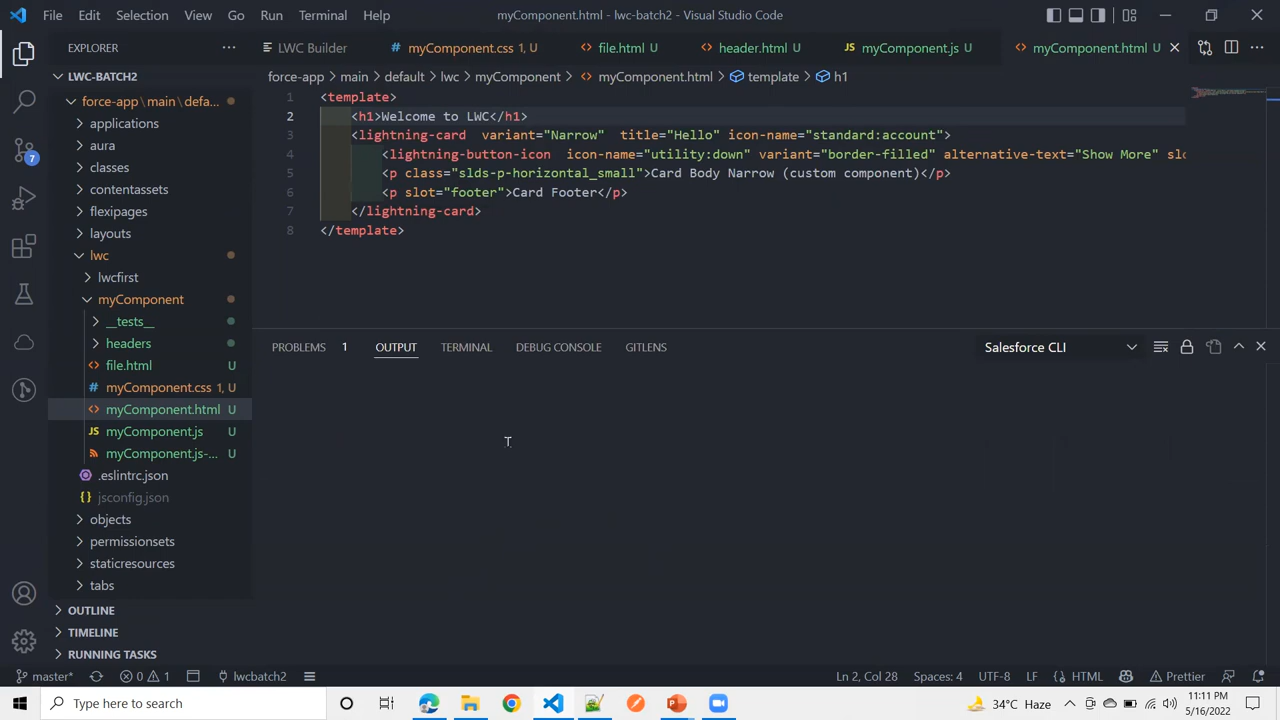 File Edit Selection View Go Run Terminal Help
myComponent.html - lwc-batch2 - Visual Studio Code
EXPLORER
LWC Builder
# myComponent.css 1, U
<> file.html U
<> header.html U
JS myComponent.js U
<> myComponent.html U
LWC-BATCH2
force-app > main > default > lwc > myComponent > <> myComponent.html > template > h1
force-app\main\defa...
applications
aura
classes
contentassets
flexipages
layouts
lwc
lwcfirst
myComponent
__tests__
headers
<> file.html U
# myComponent.css 1, U
<> myComponent.html U
JS myComponent.js U
myComponent.js-... U
.eslintrc.json
{} jsconfig.json
objects
permissionsets
staticresources
tabs
OUTLINE
TIMELINE
RUNNING TASKS
7
1 <template>
2 <h1>Welcome to LWC</h1>
3 <lightning-card  variant="Narrow"  title="Hello" icon-name="standard:account">
4 <lightning-button-icon  icon-name="utility:down" variant="border-filled" alternative-text="Show More" slo
5 <p class="slds-p-horizontal_small">Card Body Narrow (custom component)</p>
6 <p slot="footer">Card Footer</p>
7 </lightning-card>
8 </template>
PROBLEMS 1 OUTPUT TERMINAL DEBUG CONSOLE GITLENS
Salesforce CLI
master* 0 1 lwcbatch2
Ln 2, Col 28 Spaces: 4 UTF-8 LF HTML Prettier
Type here to search
34°C Haze
11:11 PM
5/16/2022